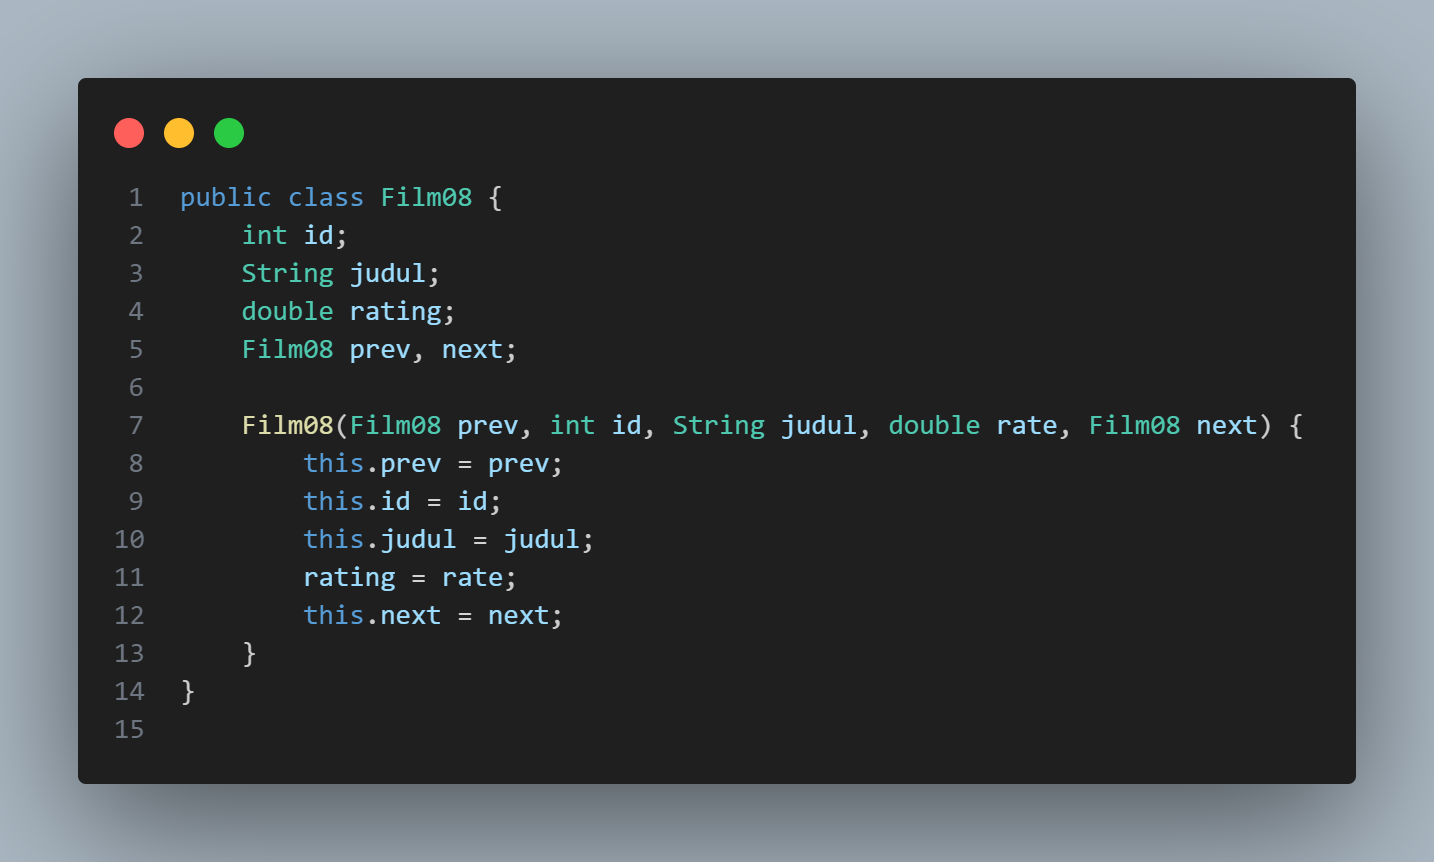 1 public class Film08 {
2     int id;
3     String judul;
4     double rating;
5     Film08 prev, next;
6
7     Film08(Film08 prev, int id, String judul, double rate, Film08 next) {
8         this.prev = prev;
9         this.id = id;
10         this.judul = judul;
11         rating = rate;
12         this.next = next;
13     }
14 }
15